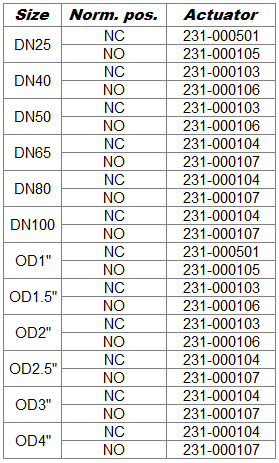 Size Norm. pos. Actuator
DN25 NC 231-000501
NO 231-000105
DN40 NC 231-000103
NO 231-000106
DN50 NC 231-000103
NO 231-000106
DN65 NC 231-000104
NO 231-000107
DN80 NC 231-000104
NO 231-000107
DN100 NC 231-000104
NO 231-000107
OD1" NC 231-000501
NO 231-000105
OD1.5" NC 231-000103
NO 231-000106
OD2" NC 231-000103
NO 231-000106
OD2.5" NC 231-000104
NO 231-000107
OD3" NC 231-000104
NO 231-000107
OD4" NC 231-000104
NO 231-000107